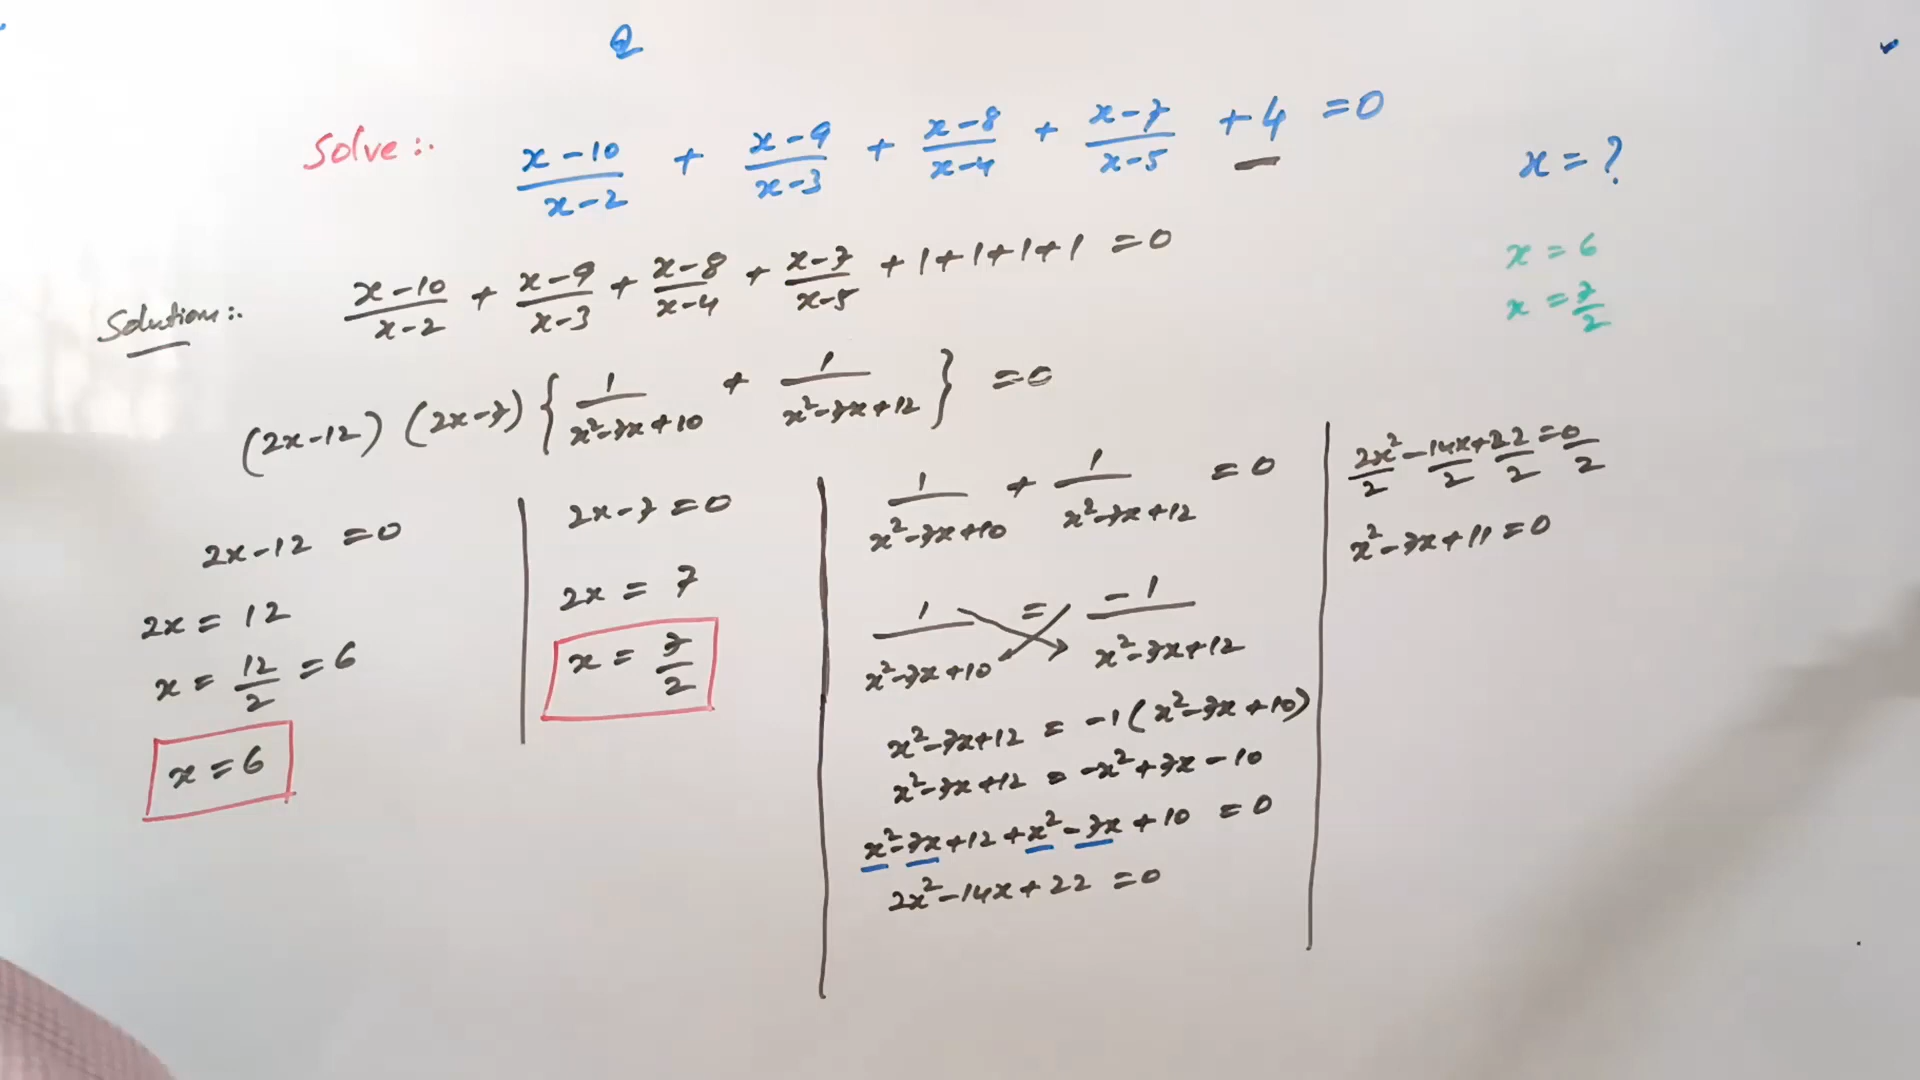 Q
Solve:. (x-10)/(x-2) + (x-9)/(x-3) + (x-8)/(x-4) + (x-7)/(x-5) +4 =0
x = ?
x = 6
x = 7/2
Solution:. (x-10)/(x-2) + (x-9)/(x-3) + (x-8)/(x-4) + (x-7)/(x-5) + 1+1+1+1 =0
(2x-12) (2x-7) { 1/(x²-7x+10) + 1/(x²-7x+12) } =0
2x-12 =0
2x = 12
x = 12/2 = 6
x = 6
2x-7 =0
2x = 7
x = 7/2
1/(x²-7x+10) + 1/(x²-7x+12) = 0
1/(x²-7x+10) = -1/(x²-7x+12)
x²-7x+12 = -1(x²-7x+10)
x²-7x+12 = -x²+7x-10
x²-7x+12+x²-7x+10 =0
2x²-14x+22 =0
2x²/2 - 14x/2 + 22/2 = 0/2
x²-7x+11=0